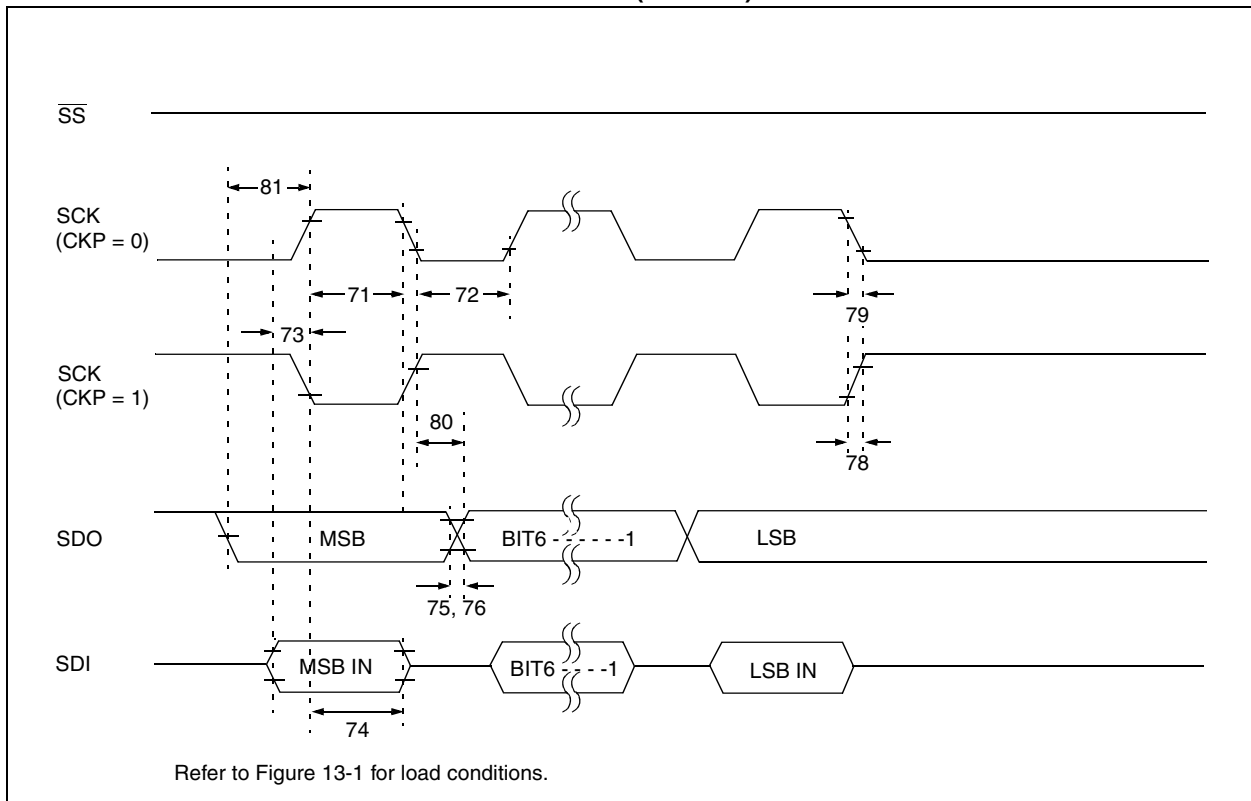 SS
81
SCK
(CKP = 0)
71
72
79
73
SCK
(CKP = 1)
80
78
SDO
MSB
BIT6 - - - - - - -1
LSB
75, 76
SDI
MSB IN
BIT6 - - - - -1
LSB IN
74
Refer to Figure 13-1 for load conditions.